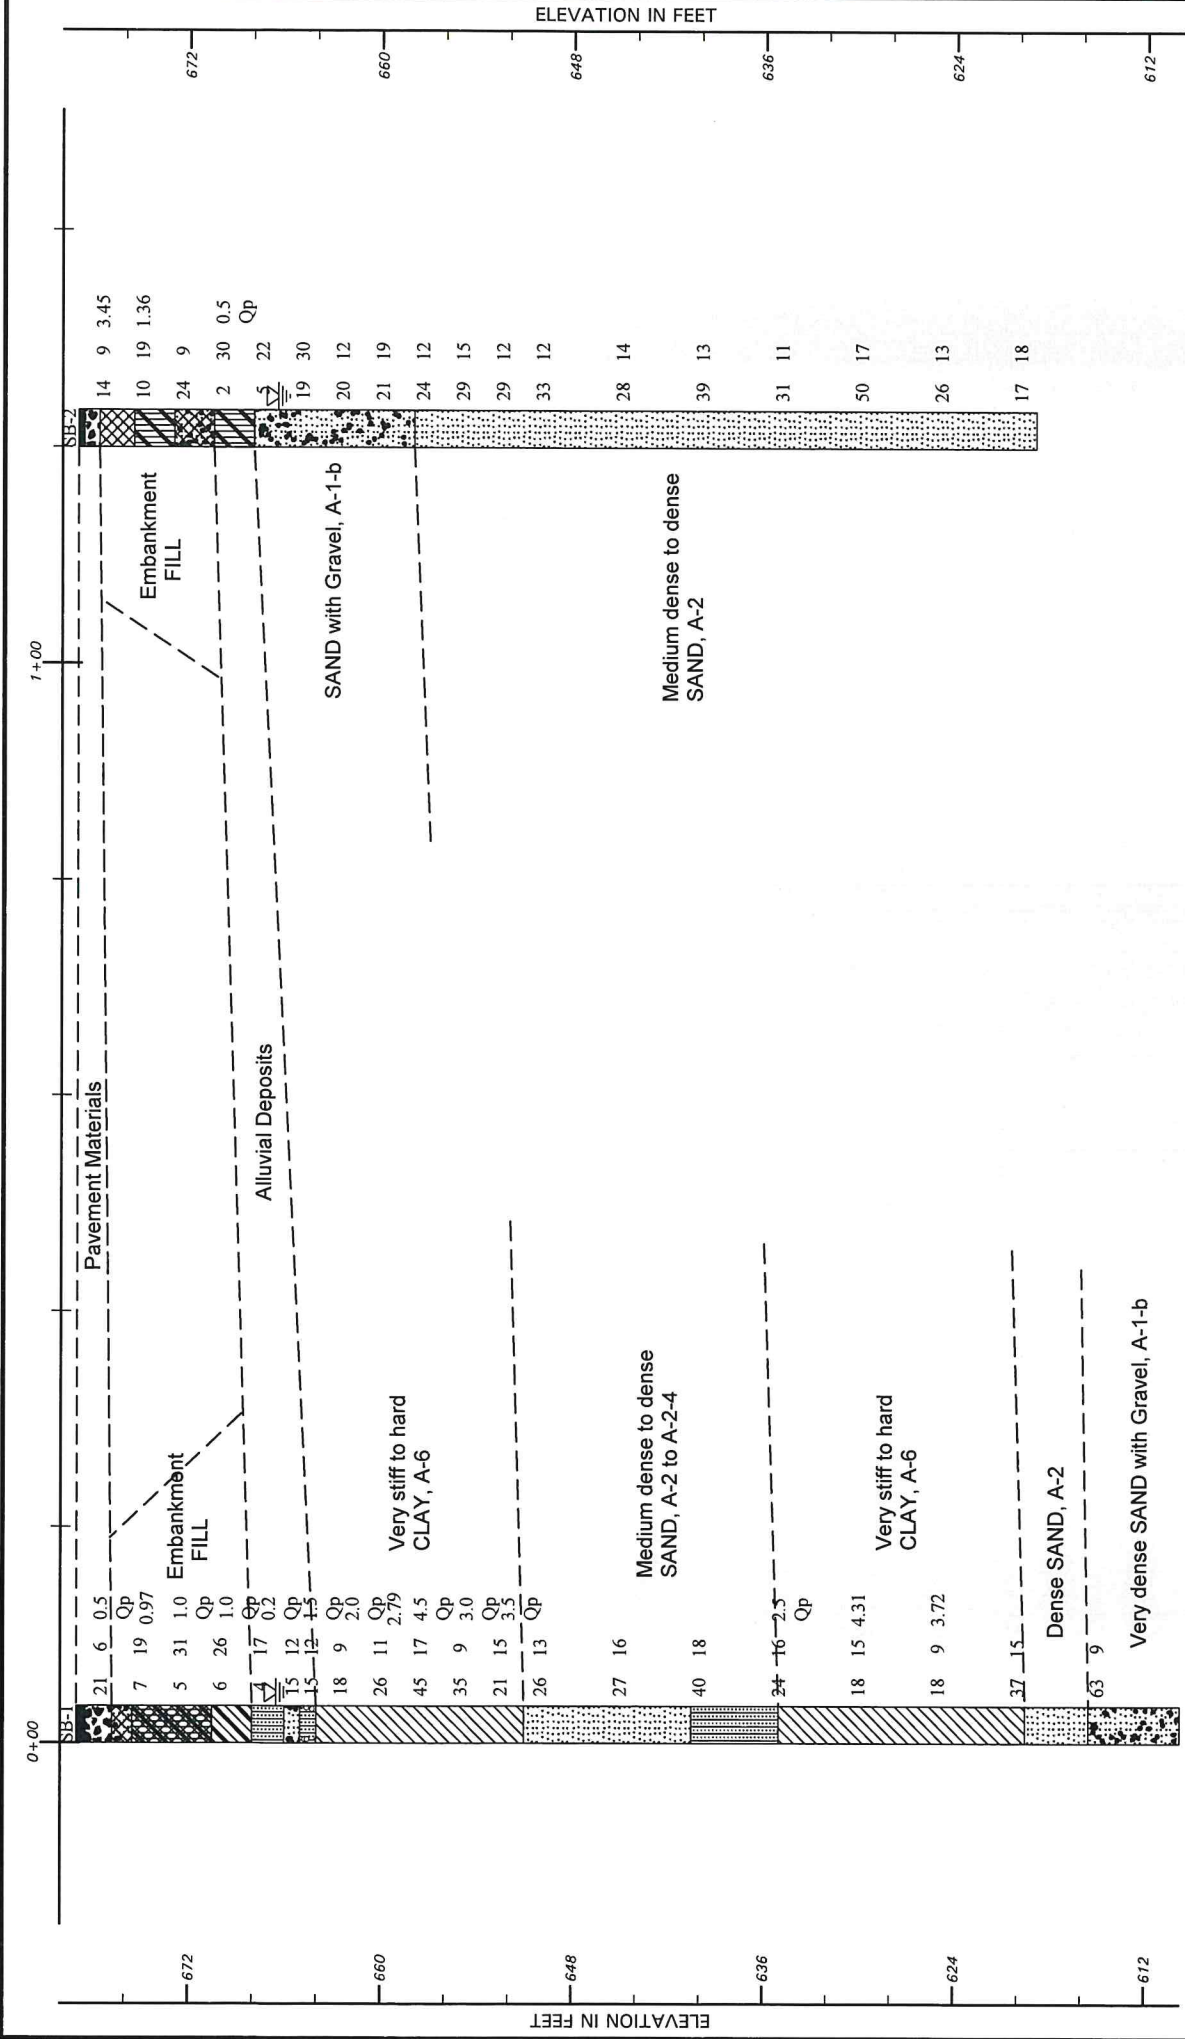 ELEVATION IN FEET
672
660
648
636
624
612
SB-2
14 9 3.45
10 19 1.36
24 9
2 30 0.5
Qp
5 22
19 30
20 12
21 19
24 12
29 15
29 12
33 12
28 14
39 13
31 11
50 17
26 13
17 18
Embankment
FILL
SAND with Gravel, A-1-b
Medium dense to dense
SAND, A-2
1+00
Pavement Materials
Alluvial Deposits
Embankment
FILL
Very stiff to hard
CLAY, A-6
Medium dense to dense
SAND, A-2 to A-2-4
Very stiff to hard
CLAY, A-6
Dense SAND, A-2
Very dense SAND with Gravel, A-1-b
0+00
SB-1
21 6 0.5
Qp
7 19 0.97
5 31 1.0
Qp
6 26 1.0
Qp
4 17 0.2
Qp
15 12
15 12 1.5
Qp
18 9 2.0
Qp
26 11 2.79
45 17 4.5
Qp
35 9 3.0
Qp
21 15 3.5
Qp
26 13
27 16
40 18
24 16 2.5
Qp
18 15 4.31
18 9 3.72
37 15
63 9
672
660
648
636
624
612
ELEVATION IN FEET